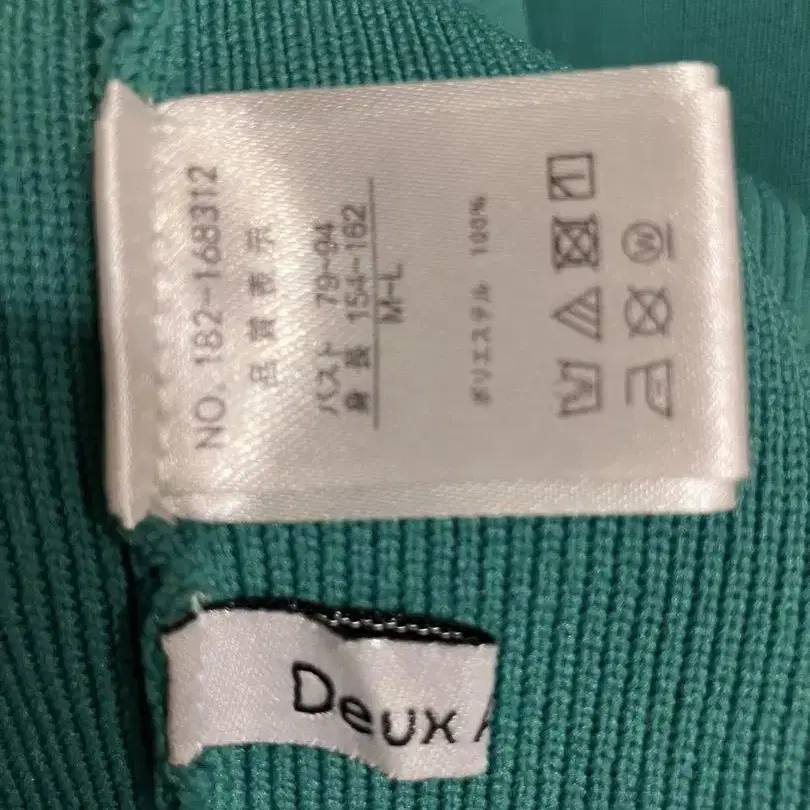 NO. 182-168312
品質表示
バスト 79-94
身長 154-162
M-L
ポリエステル 100%
W
Deux A